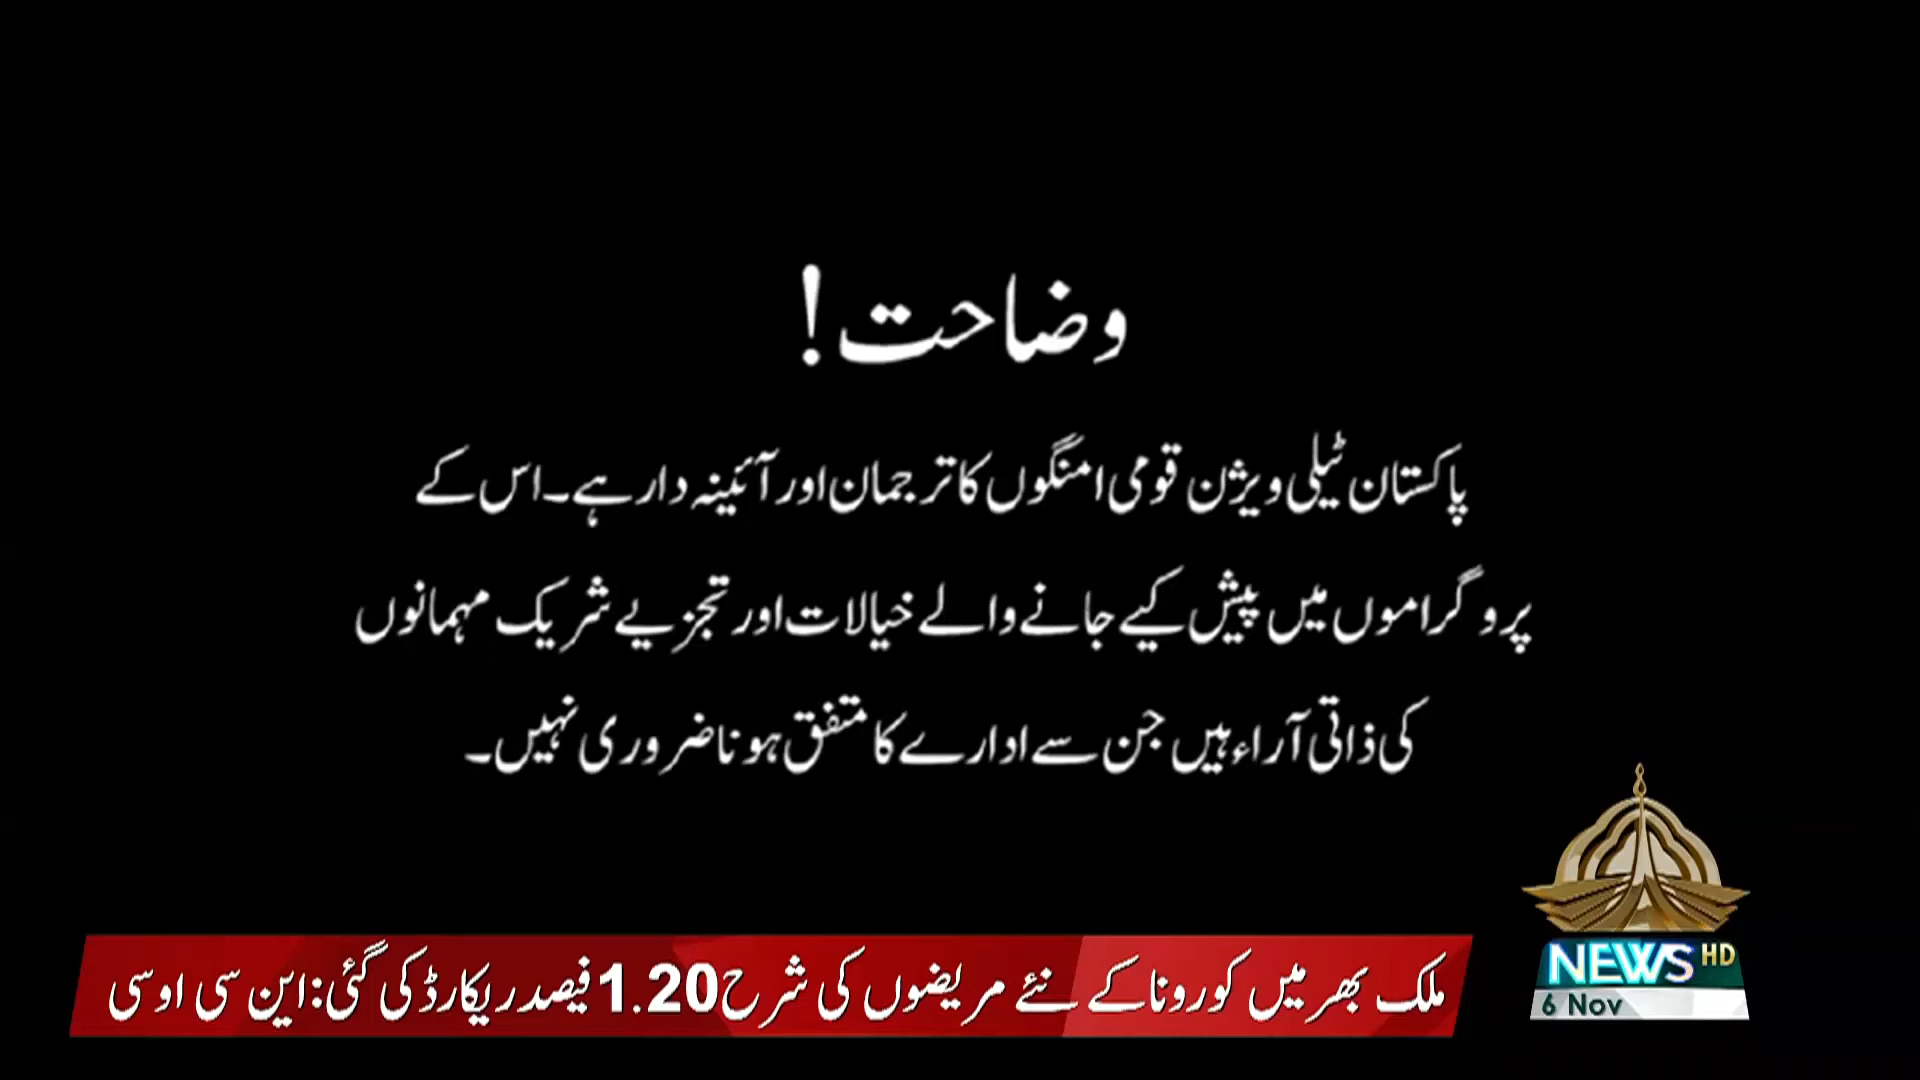 وضاحت!
پاکستان ٹیلی ویژن قومی امنگوں کا ترجمان اور آئینہ دار ہے۔ اس کے
پروگراموں میں پیش کیے جانے والے خیالات اور تجزیے شریک مہمانوں
کی ذاتی آراء ہیں جن سے ادارے کا متفق ہونا ضروری نہیں۔
ملک بھر میں کورونا کے نئے مریضوں کی شرح 1.20 فیصد ریکارڈ کی گئی: این سی او سی
NEWS HD
6 Nov